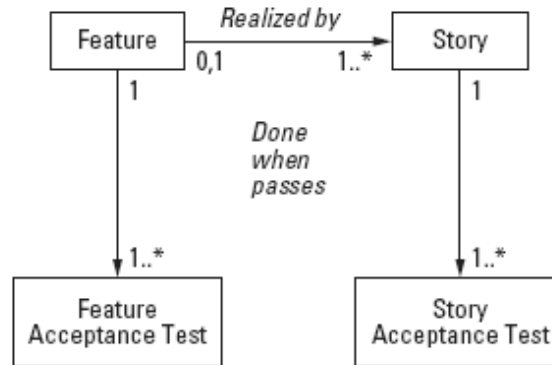 Feature
Realized by
Story
0,1
1..*
1
1
Done
when
passes
1..*
1..*
Feature
Acceptance Test
Story
Acceptance Test